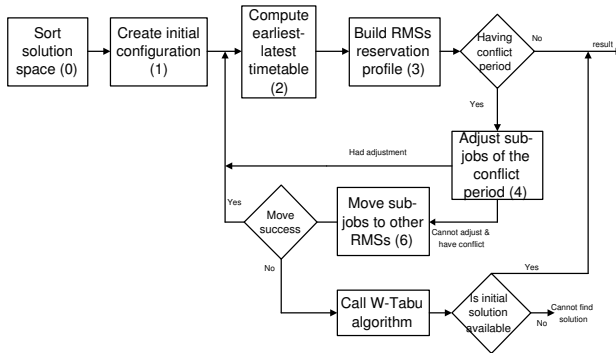 Sort
solution
space (0)
Create initial
configuration
(1)
Compute
earliest-
latest
timetable
(2)
Build RMSs
reservation
profile (3)
Having
conflict
period
No
result
Yes
Adjust sub-
jobs of the
conflict
period (4)
Had adjustment
Yes
Move
success
Move sub-
jobs to other
RMSs (6)
Cannot adjust &
have conflict
No
Call W-Tabu
algorithm
Is initial
solution
available
Yes
No
Cannot find
solution